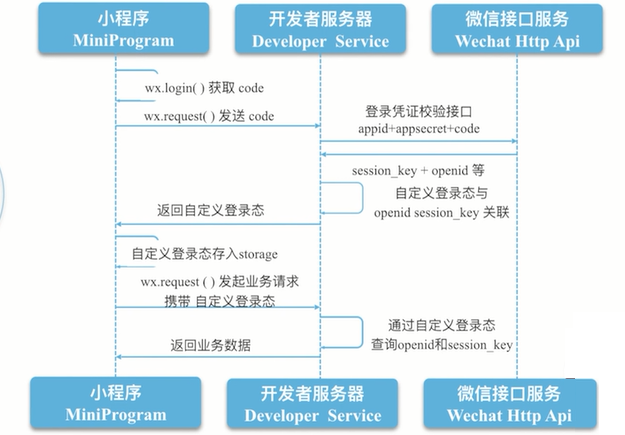 小程序
MiniProgram
开发者服务器
Developer Service
微信接口服务
Wechat Http Api
wx.login( ) 获取 code
wx.request( ) 发送 code
登录凭证校验接口
appid+appsecret+code
session_key + openid 等
自定义登录态与
openid session_key 关联
返回自定义登录态
自定义登录态存入storage
wx.request ( ) 发起业务请求
携带 自定义登录态
通过自定义登录态
查询openid和session_key
返回业务数据
小程序
MiniProgram
开发者服务器
Developer Service
微信接口服务
Wechat Http Api